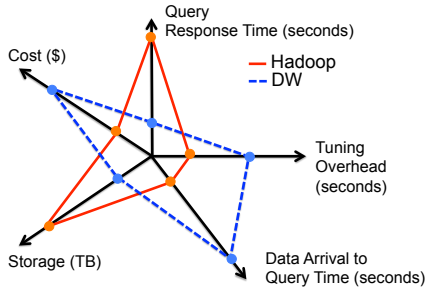 Query
Response Time (seconds)
Cost ($)
Hadoop
DW
Tuning
Overhead
(seconds)
Storage (TB)
Data Arrival to
Query Time (seconds)